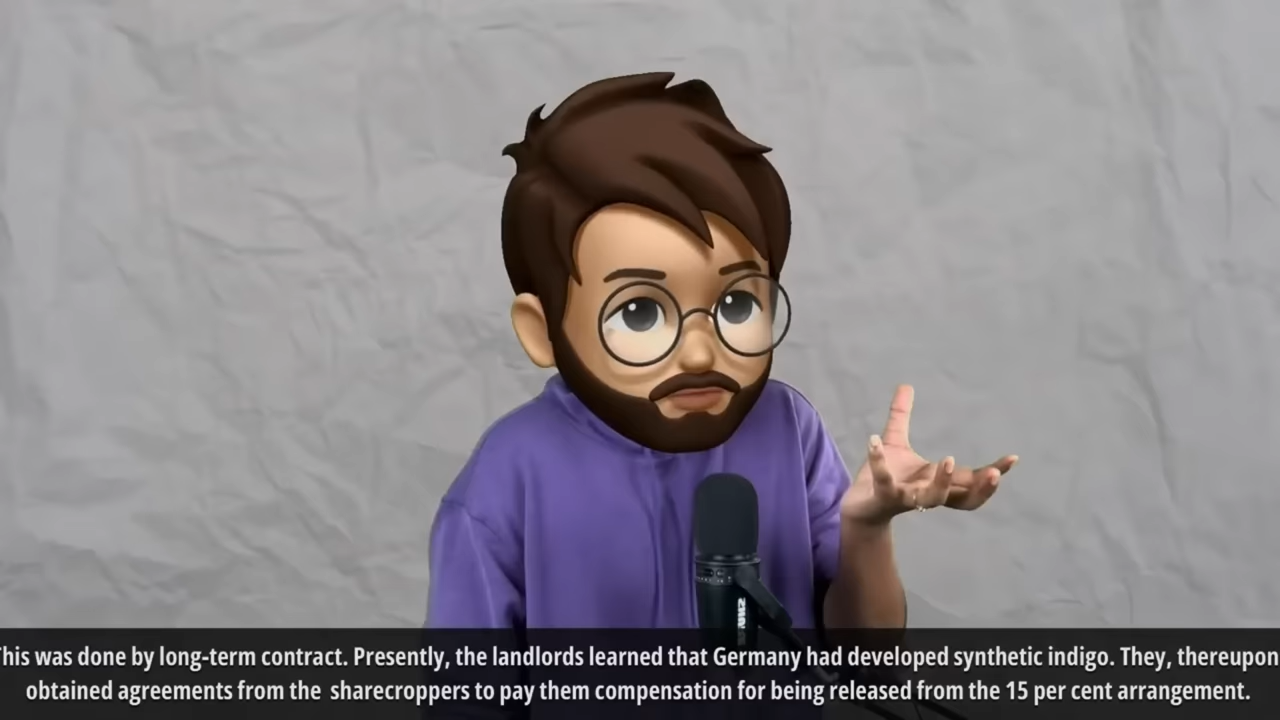 This was done by long-term contract. Presently, the landlords learned that Germany had developed synthetic indigo. They, thereupon
obtained agreements from the sharecroppers to pay them compensation for being released from the 15 per cent arrangement.